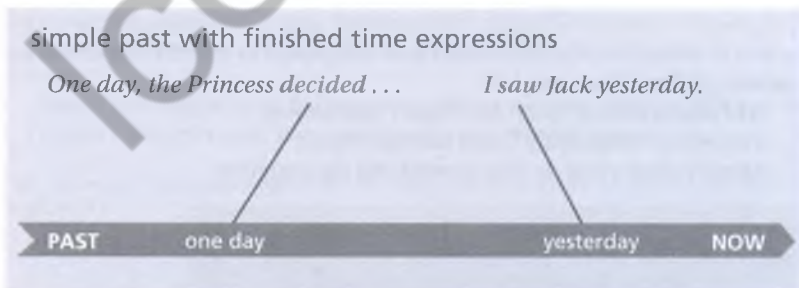 simple past with finished time expressions
One day, the Princess decided . . . I saw Jack yesterday.
PAST one day yesterday NOW